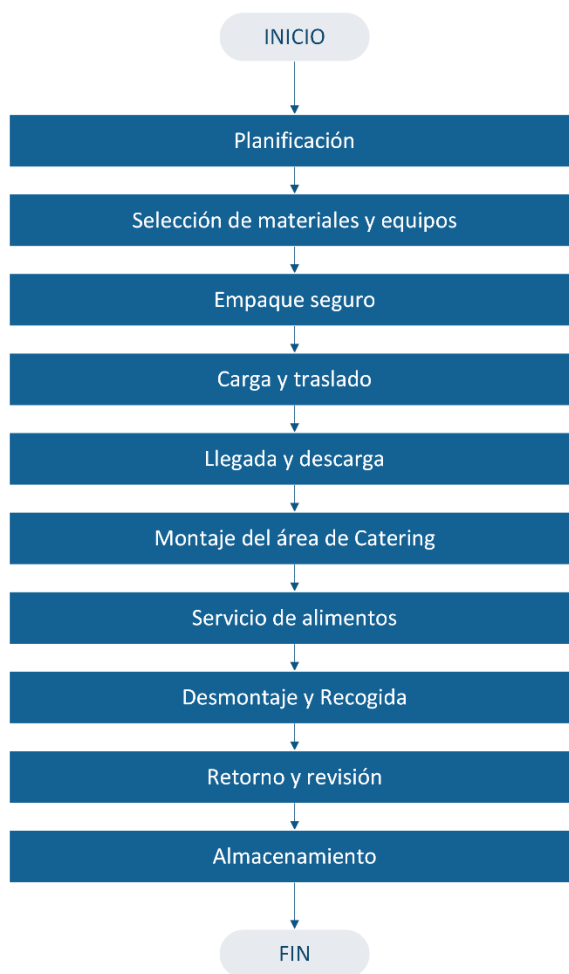 INICIO
Planificación
Selección de materiales y equipos
Empaque seguro
Carga y traslado
Llegada y descarga
Montaje del área de Catering
Servicio de alimentos
Desmontaje y Recogida
Retorno y revisión
Almacenamiento
FIN